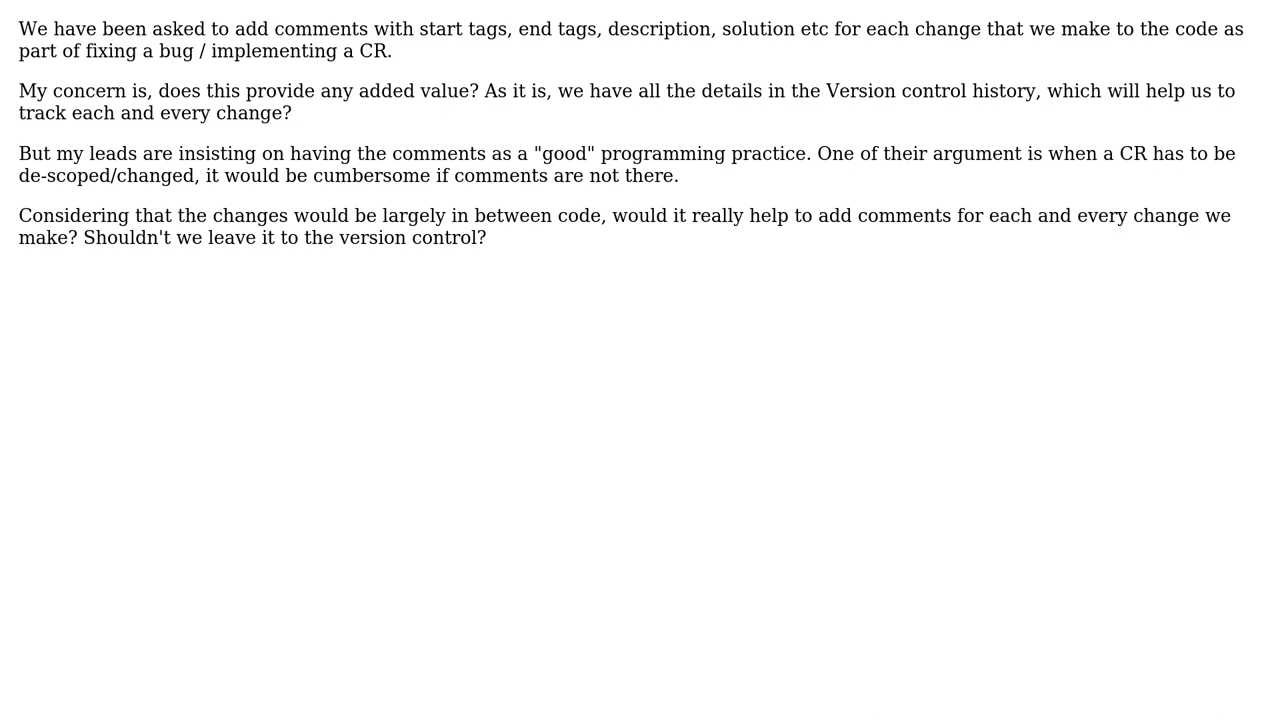 We have been asked to add comments with start tags, end tags, description, solution etc for each change that we make to the code as
part of fixing a bug / implementing a CR.
My concern is, does this provide any added value? As it is, we have all the details in the Version control history, which will help us to
track each and every change?
But my leads are insisting on having the comments as a "good" programming practice. One of their argument is when a CR has to be
de-scoped/changed, it would be cumbersome if comments are not there.
Considering that the changes would be largely in between code, would it really help to add comments for each and every change we
make? Shouldn't we leave it to the version control?